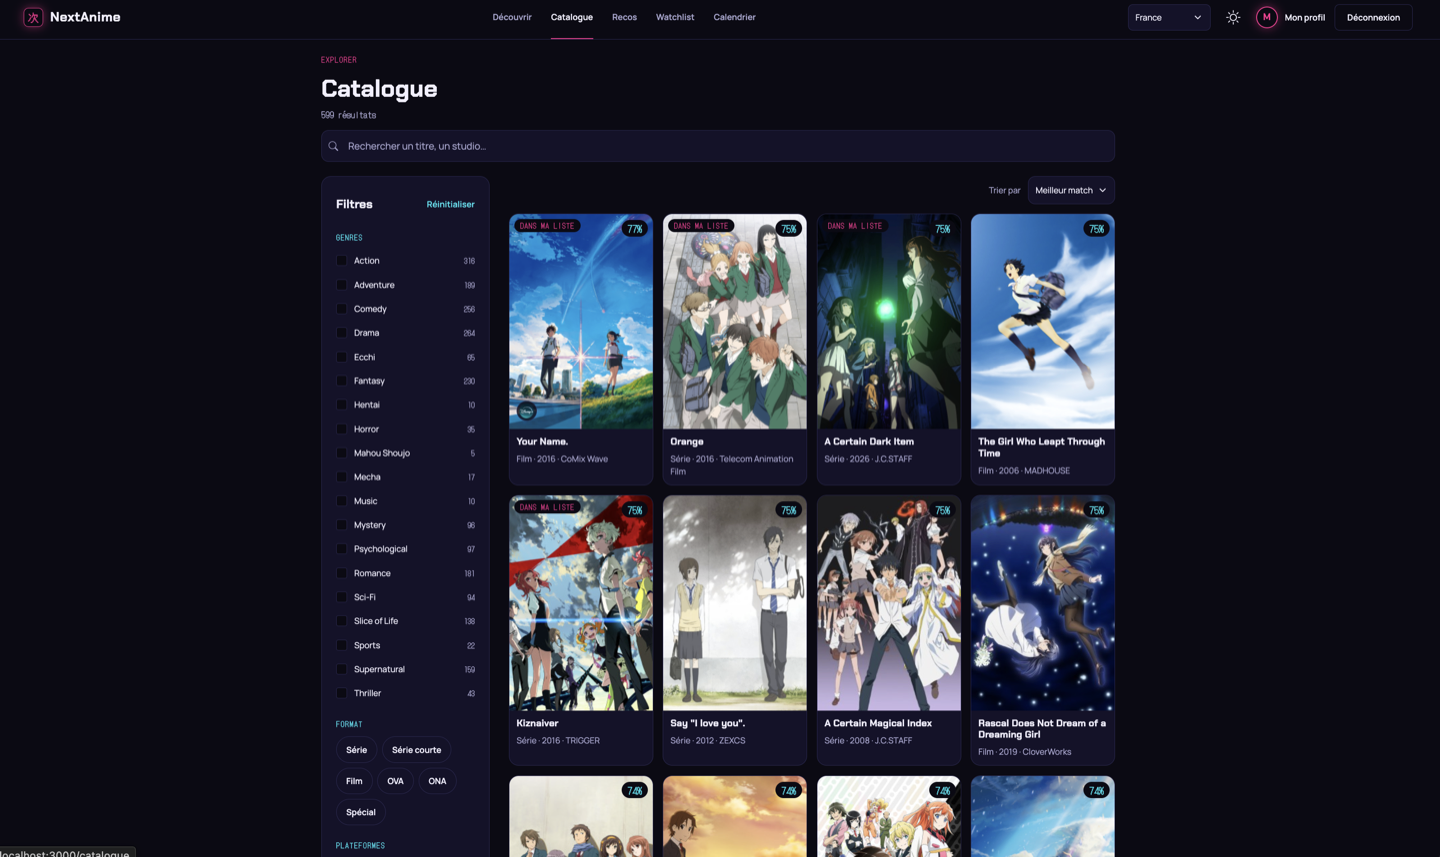 次 NextAnime
Découvrir Catalogue Recos Watchlist Calendrier
France
M Mon profil Déconnexion
EXPLORER
Catalogue
599 résultats
Rechercher un titre, un studio...
Filtres Réinitialiser
GENRES
Action 316
Adventure 189
Comedy 256
Drama 264
Ecchi 65
Fantasy 230
Hentai 10
Horror 35
Mahou Shoujo 5
Mecha 17
Music 10
Mystery 96
Psychological 97
Romance 181
Sci-Fi 94
Slice of Life 138
Sports 22
Supernatural 159
Thriller 43
FORMAT
Série Série courte
Film OVA ONA
Spécial
PLATEFORMES
Trier par Meilleur match
DANS MA LISTE 77%
Your Name.
Film · 2016 · CoMix Wave
DANS MA LISTE 75%
Orange
Série · 2016 · Telecom Animation
Film
DANS MA LISTE 75%
A Certain Dark Item
Série · 2026 · J.C.STAFF
75%
The Girl Who Leapt Through
Time
Film · 2006 · MADHOUSE
DANS MA LISTE 75%
Kiznaiver
Série · 2016 · TRIGGER
75%
Say "I love you".
Série · 2012 · ZEXCS
75%
A Certain Magical Index
Série · 2008 · J.C.STAFF
75%
Rascal Does Not Dream of a
Dreaming Girl
Film · 2019 · CloverWorks
74%
74%
74%
74%
localhost:3000/catalogue